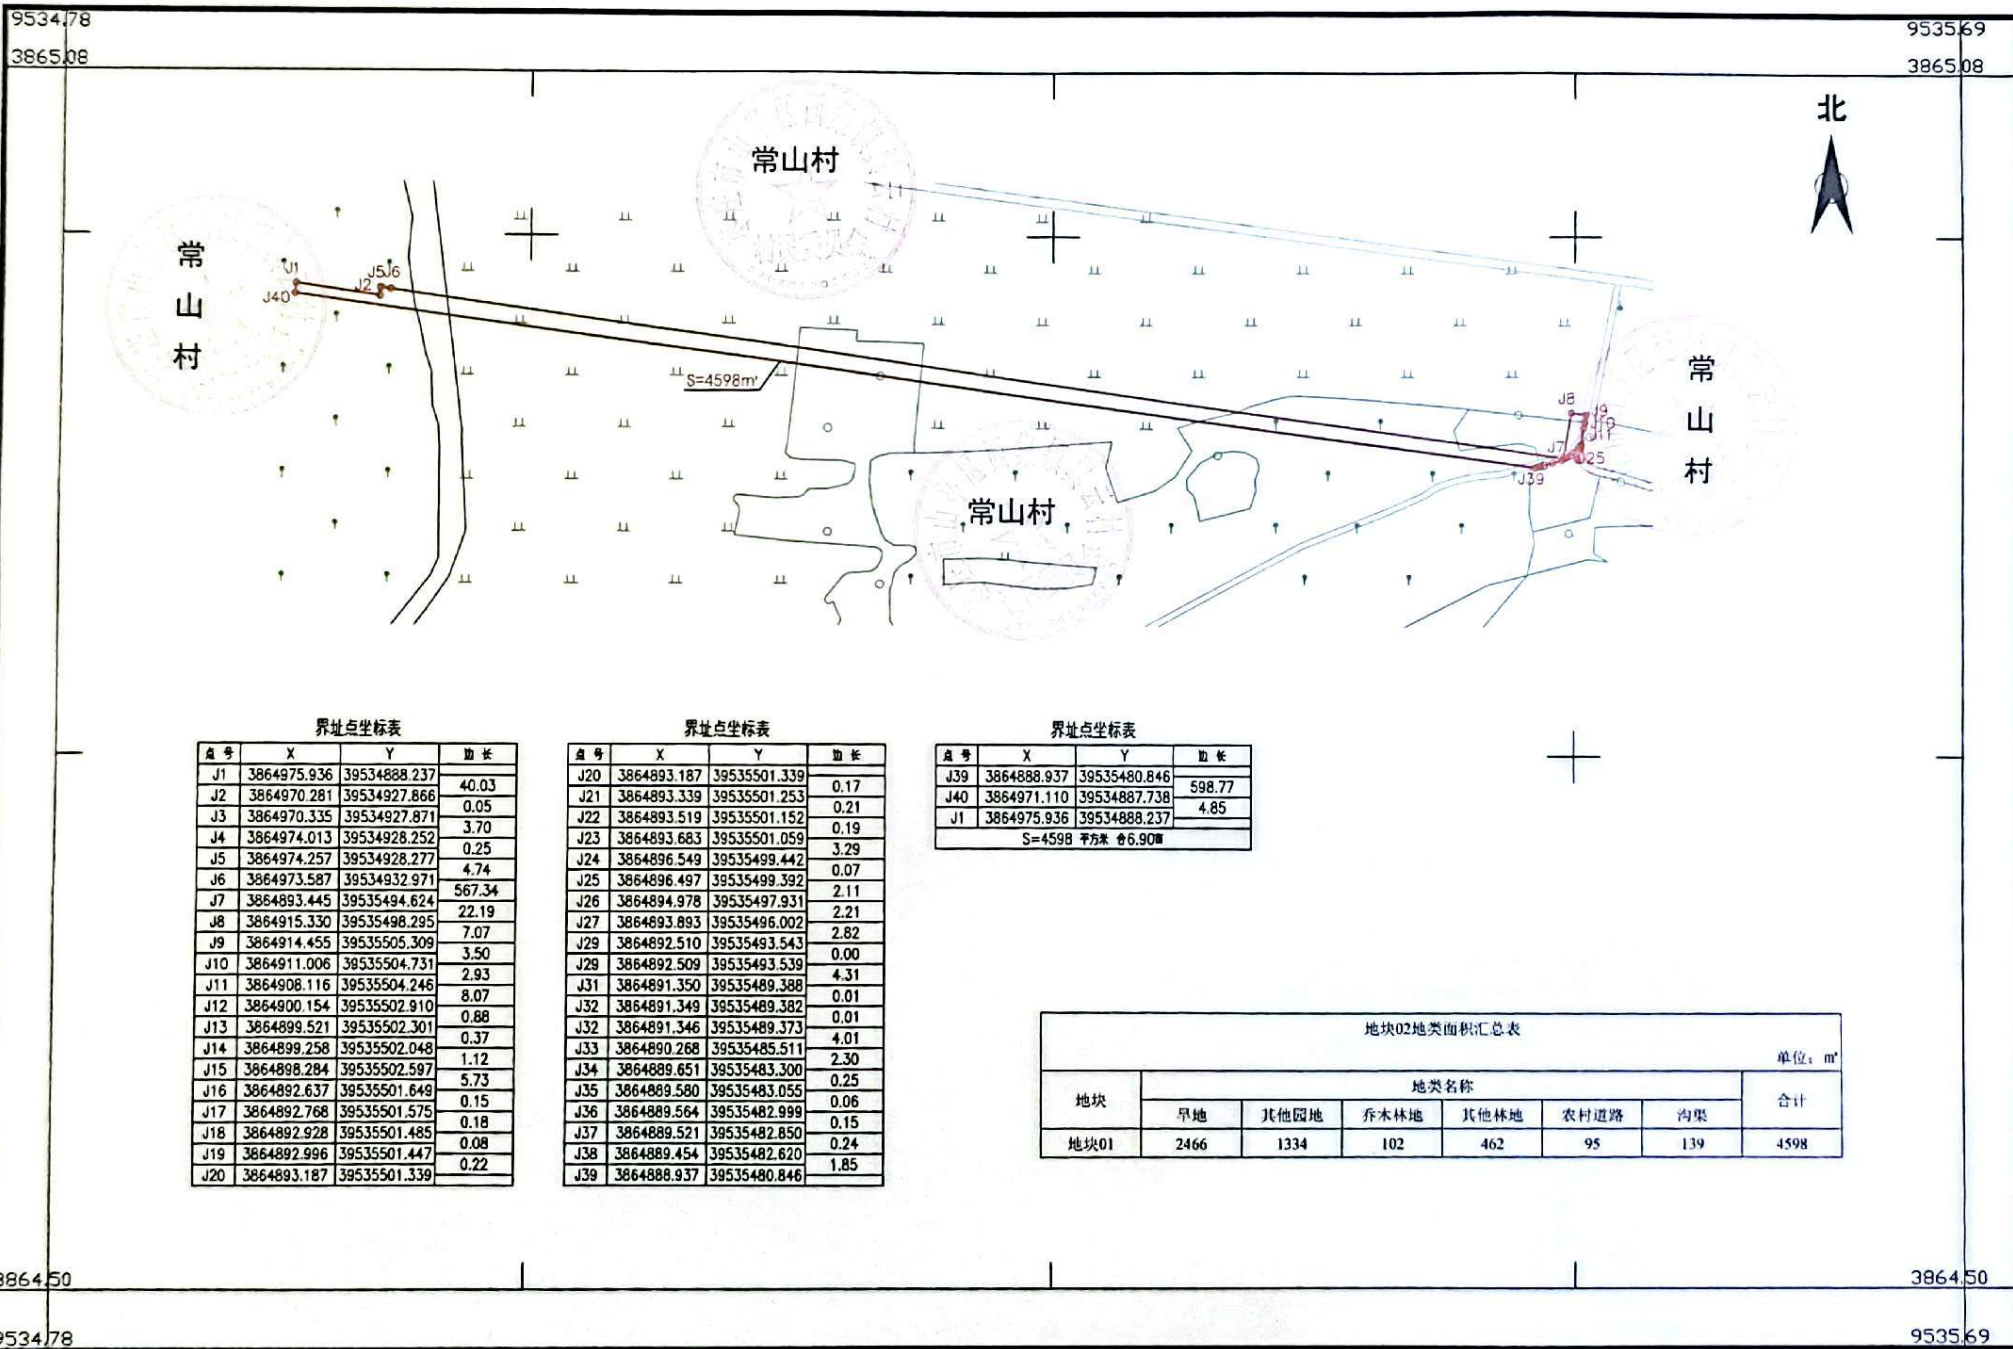 9534.78
9535.69
3865.08
3865.08
北
常山村
常山村
J1
J5J6
J2
J40
S=4598㎡
常山村
J8
J9
J10
J11
J7
J25
J39
常山村
界址点坐标表
点号 X Y 边长
J1 3864975.936 39534888.237
40.03
J2 3864970.281 39534927.866
0.05
J3 3864970.335 39534927.871
3.70
J4 3864974.013 39534928.252
0.25
J5 3864974.257 39534928.277
4.74
J6 3864973.587 39534932.971
567.34
J7 3864893.445 39535494.624
22.19
J8 3864915.330 39535498.295
7.07
J9 3864914.455 39535505.309
3.50
J10 3864911.006 39535504.731
2.93
J11 3864908.116 39535504.246
8.07
J12 3864900.154 39535502.910
0.88
J13 3864899.521 39535502.301
0.37
J14 3864899.258 39535502.048
1.12
J15 3864898.284 39535502.597
5.73
J16 3864892.637 39535501.649
0.15
J17 3864892.768 39535501.575
0.18
J18 3864892.928 39535501.485
0.08
J19 3864892.996 39535501.447
0.22
J20 3864893.187 39535501.339
界址点坐标表
点号 X Y 边长
J20 3864893.187 39535501.339
0.17
J21 3864893.339 39535501.253
0.21
J22 3864893.519 39535501.152
0.19
J23 3864893.683 39535501.059
3.29
J24 3864896.549 39535499.442
0.07
J25 3864896.497 39535499.392
2.11
J26 3864894.978 39535497.931
2.21
J27 3864893.893 39535496.002
2.82
J29 3864892.510 39535493.543
0.00
J29 3864892.509 39535493.539
4.31
J31 3864891.350 39535489.388
0.01
J32 3864891.349 39535489.382
0.01
J32 3864891.346 39535489.373
4.01
J33 3864890.268 39535485.511
2.30
J34 3864889.651 39535483.300
0.25
J35 3864889.580 39535483.055
0.06
J36 3864889.564 39535482.999
0.15
J37 3864889.521 39535482.850
0.24
J38 3864889.454 39535482.620
1.85
J39 3864888.937 39535480.846
界址点坐标表
点号 X Y 边长
J39 3864888.937 39535480.846
598.77
J40 3864971.110 39534887.738
4.85
J1 3864975.936 39534888.237
S=4598 平方米 合6.90亩
地块02地类面积汇总表
单位：㎡
地块 地类名称 合计
旱地 其他园地 乔木林地 其他林地 农村道路 沟渠
地块01 2466 1334 102 462 95 139 4598
3864.50
3864.50
9534.78
9535.69